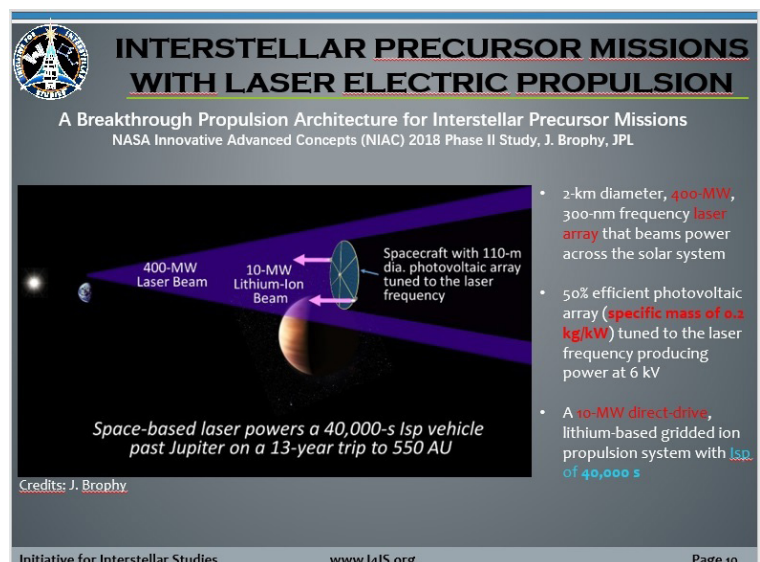 INTERSTELLAR PRECURSOR MISSIONS
WITH LASER ELECTRIC PROPULSION
A Breakthrough Propulsion Architecture for Interstellar Precursor Missions
NASA Innovative Advanced Concepts (NIAC) 2018 Phase II Study, J. Brophy, JPL
400-MW
Laser Beam
10-MW
Lithium-Ion
Beam
Spacecraft with 110-m
dia. photovoltaic array
tuned to the laser
frequency
Space-based laser powers a 40,000-s Isp vehicle
past Jupiter on a 13-year trip to 550 AU
Credits: J. Brophy
• 2-km diameter, 400-MW,
300-nm frequency laser
array that beams power
across the solar system
• 50% efficient photovoltaic
array (specific mass of 0.2
kg/kW) tuned to the laser
frequency producing
power at 6 kV
• A 10-MW direct-drive,
lithium-based gridded ion
propulsion system with Isp
of 40,000 s
Initiative for Interstellar Studies
www.I4IS.org
Page 10